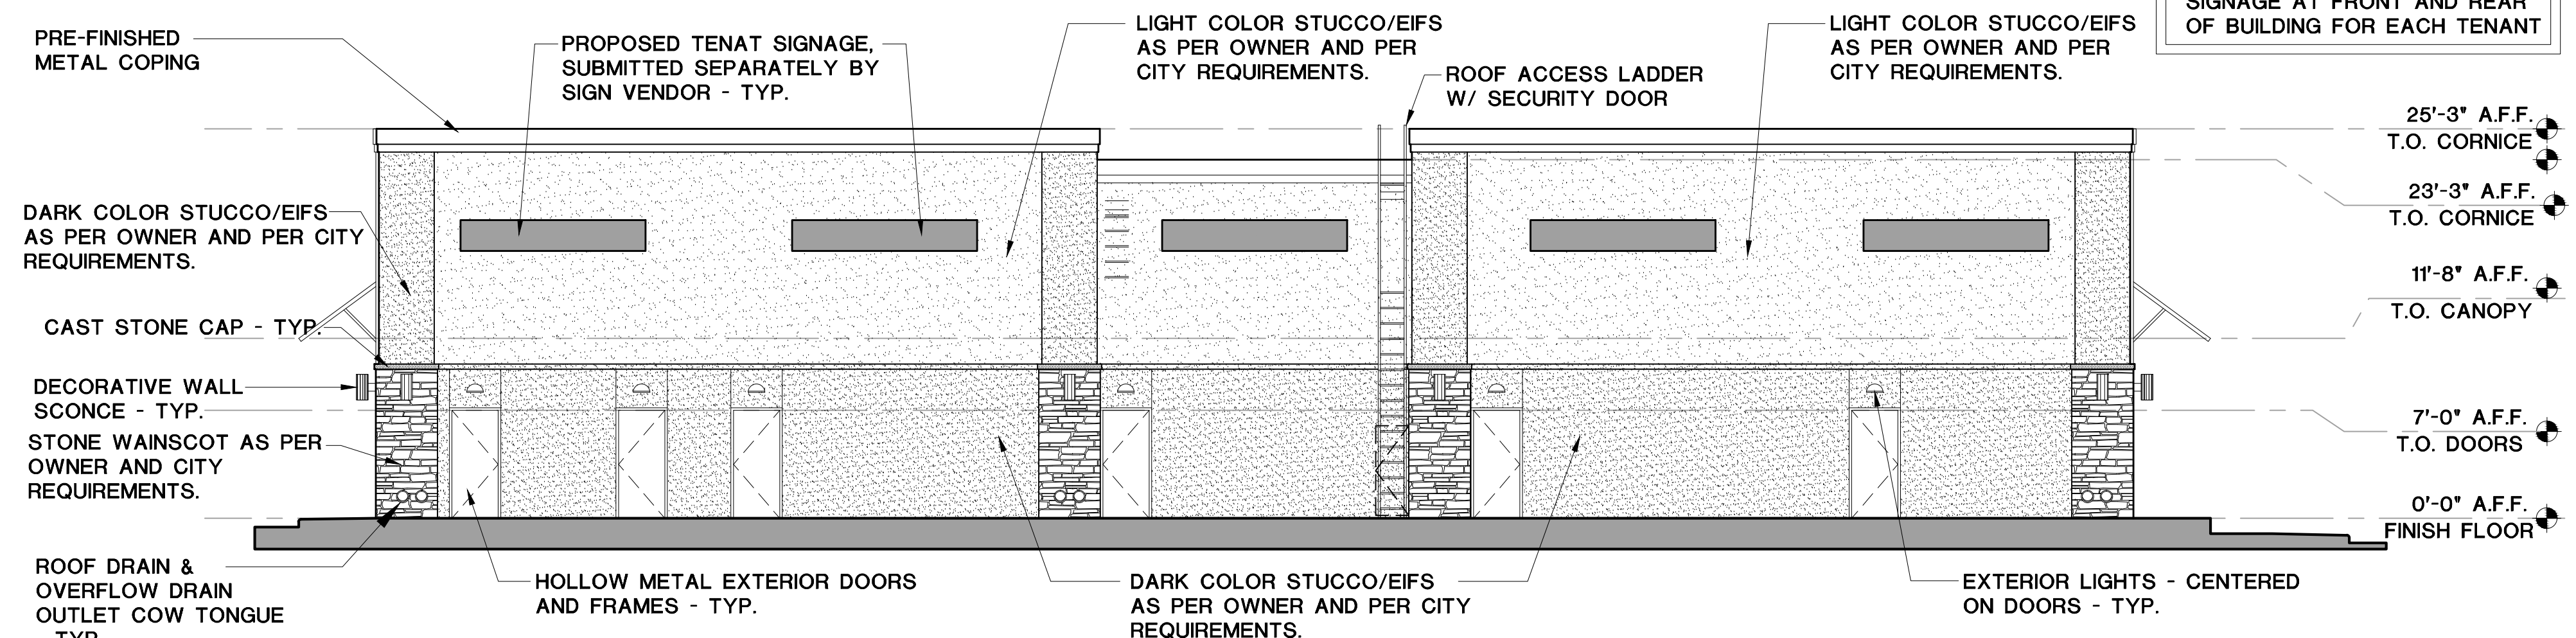 SIGNAGE AT FRONT AND REAR
OF BUILDING FOR EACH TENANT
PRE-FINISHED
METAL COPING
PROPOSED TENAT SIGNAGE,
SUBMITTED SEPARATELY BY
SIGN VENDOR - TYP.
LIGHT COLOR STUCCO/EIFS
AS PER OWNER AND PER
CITY REQUIREMENTS.
ROOF ACCESS LADDER
W/ SECURITY DOOR
LIGHT COLOR STUCCO/EIFS
AS PER OWNER AND PER
CITY REQUIREMENTS.
25'-3" A.F.F.
T.O. CORNICE
23'-3" A.F.F.
T.O. CORNICE
11'-8" A.F.F.
T.O. CANOPY
7'-0" A.F.F.
T.O. DOORS
0'-0" A.F.F.
FINISH FLOOR
DARK COLOR STUCCO/EIFS
AS PER OWNER AND PER CITY
REQUIREMENTS.
CAST STONE CAP - TYP.
DECORATIVE WALL
SCONCE - TYP.
STONE WAINSCOT AS PER
OWNER AND CITY
REQUIREMENTS.
ROOF DRAIN &
OVERFLOW DRAIN
OUTLET COW TONGUE
- TYP.
HOLLOW METAL EXTERIOR DOORS
AND FRAMES - TYP.
DARK COLOR STUCCO/EIFS
AS PER OWNER AND PER CITY
REQUIREMENTS.
EXTERIOR LIGHTS - CENTERED
ON DOORS - TYP.